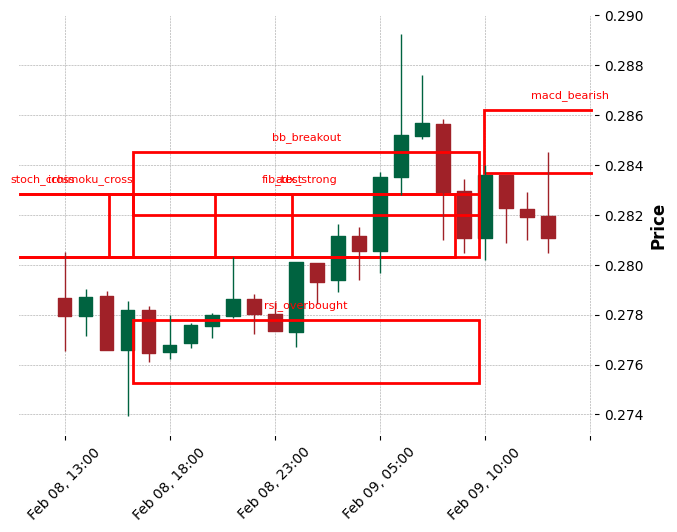 0.290
0.288
macd_bearish
0.286
bb_breakout
0.284
stoch_cross
ichimoku_cross
fib_test
strong
0.282
Price
0.280
rsi_overbought
0.278
0.276
0.274
Feb 08, 13:00
Feb 08, 18:00
Feb 08, 23:00
Feb 09, 05:00
Feb 09, 10:00